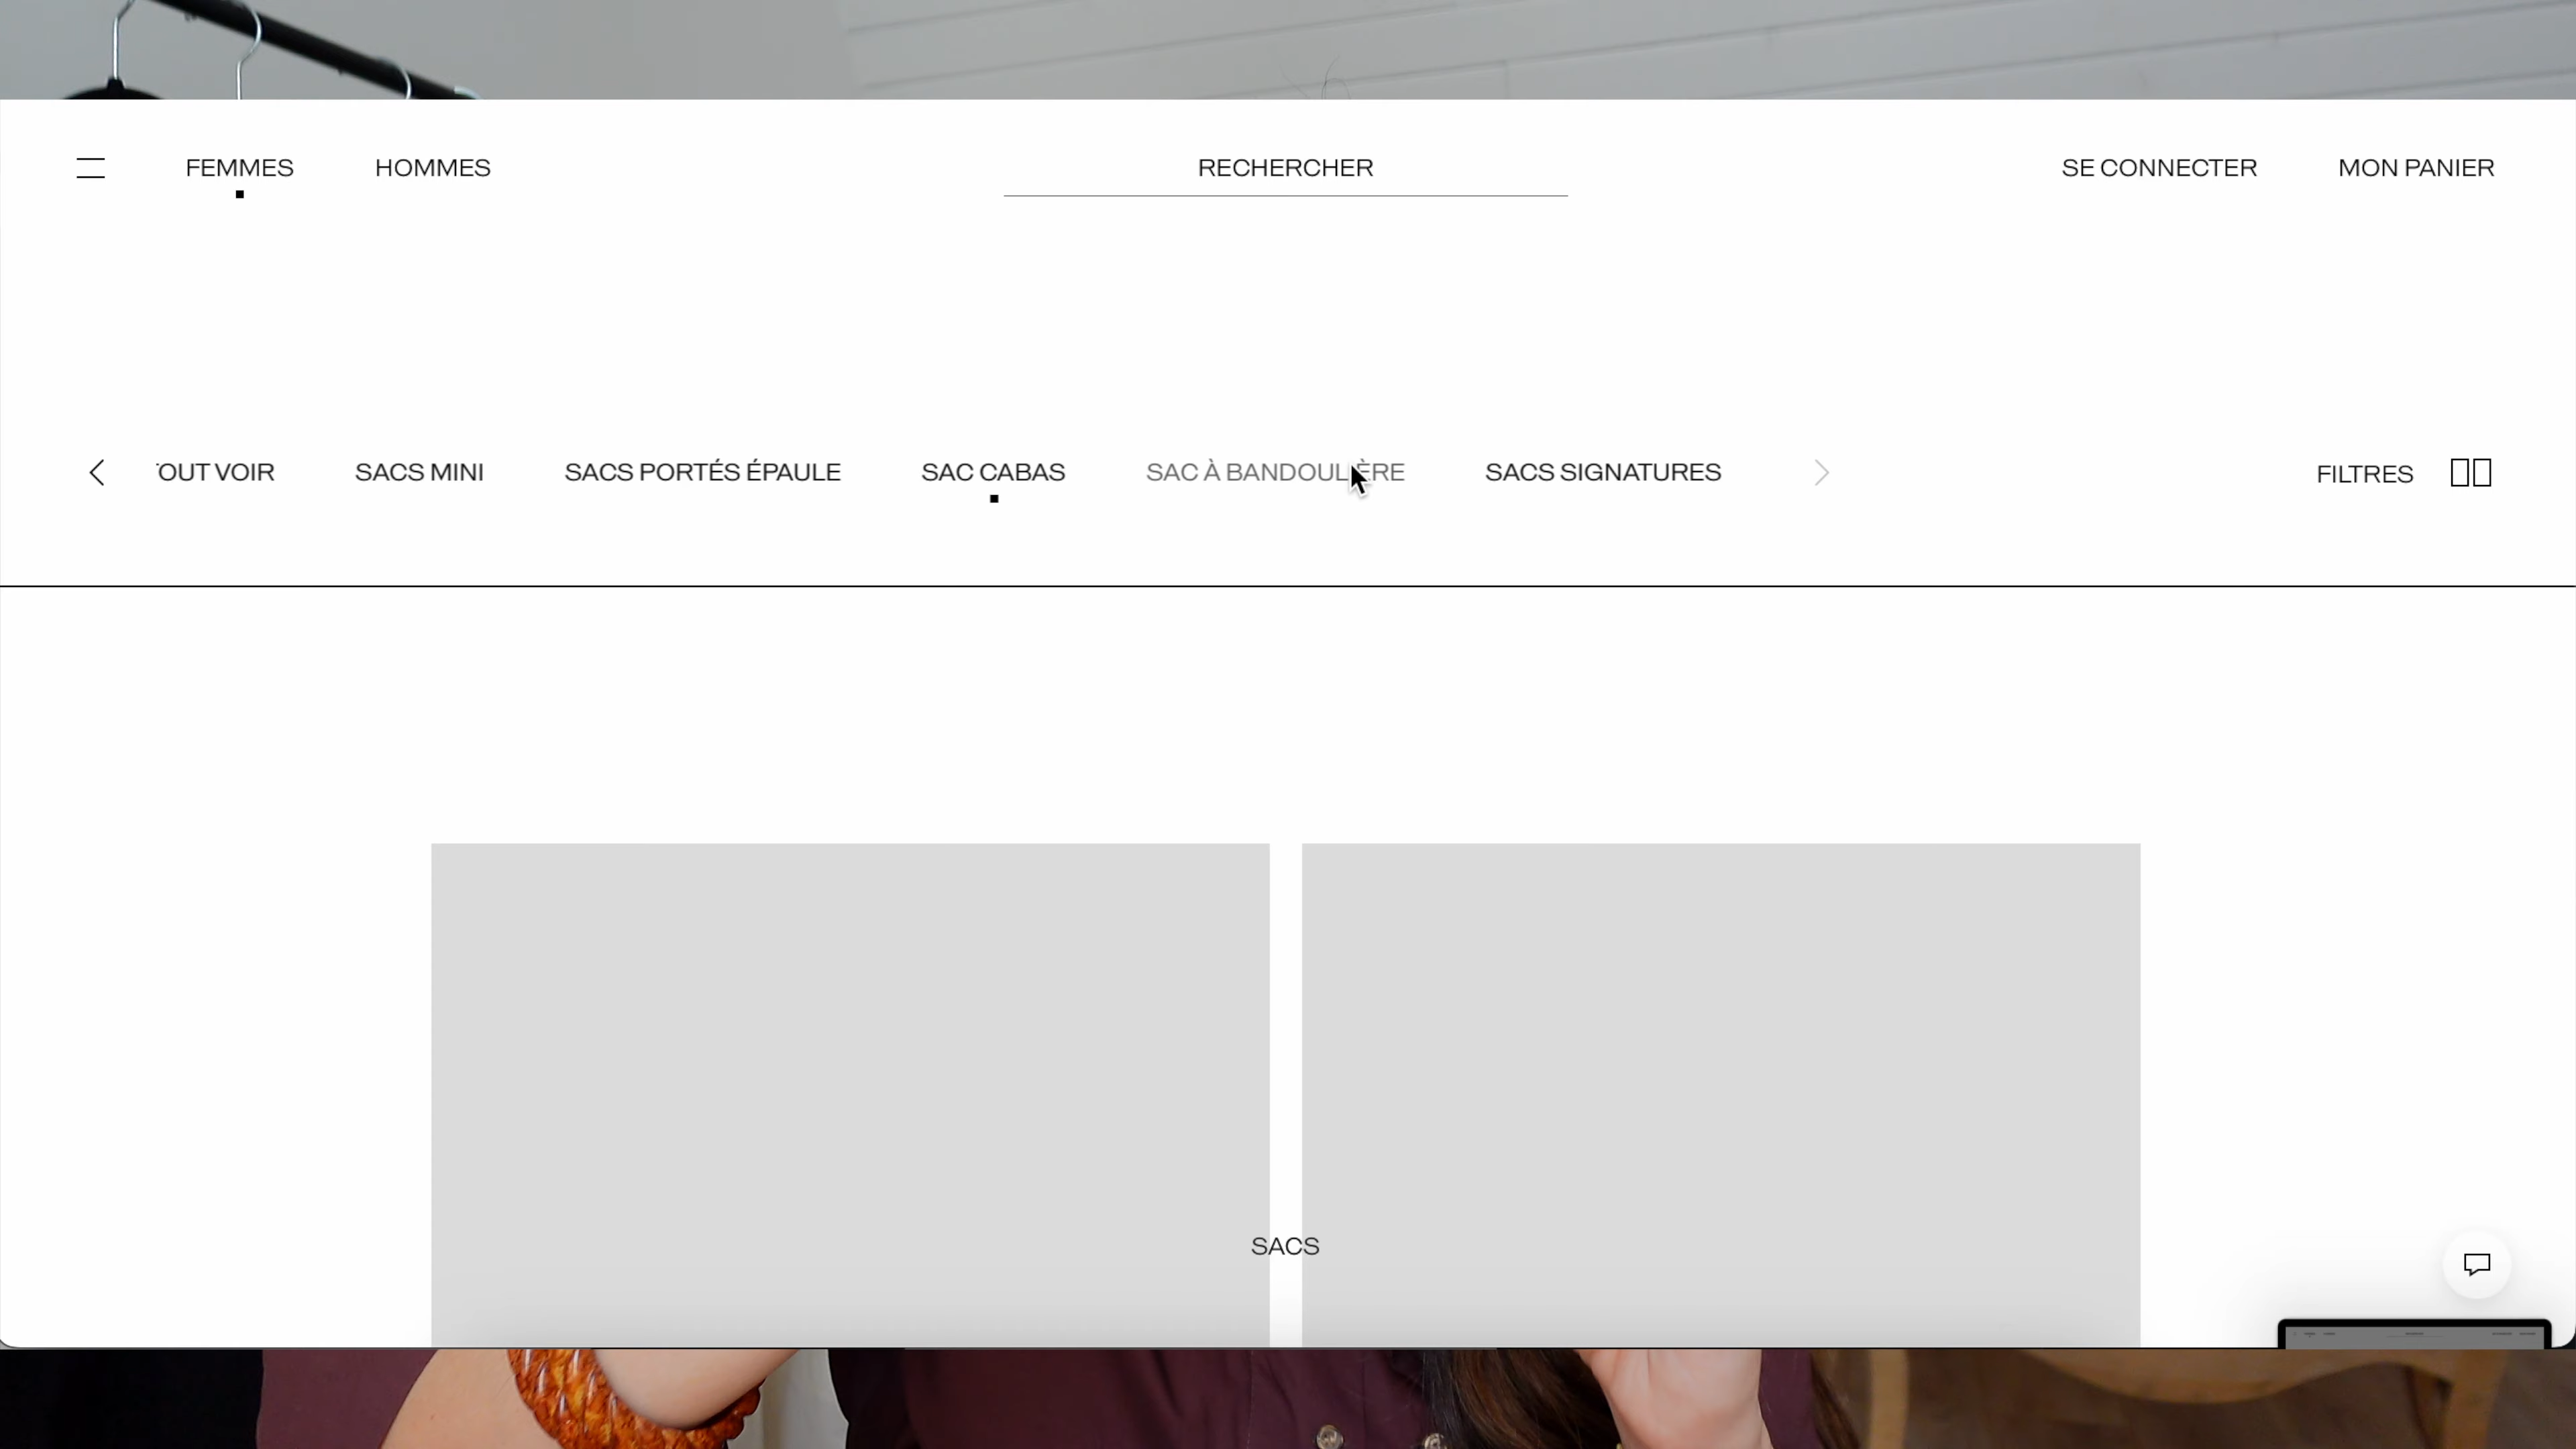 FEMMES HOMMES RECHERCHER SE CONNECTER MON PANIER
OUT VOIR SACS MINI SACS PORTÉS ÉPAULE SAC CABAS SAC À BANDOULIÈRE SACS SIGNATURES FILTRES
SACS